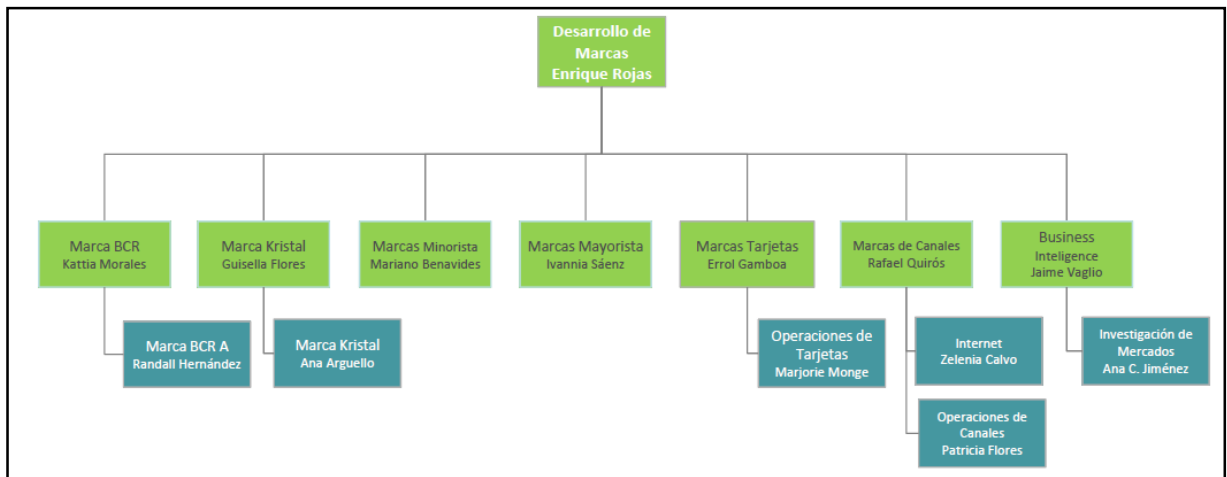 Desarrollo de
Marcas
Enrique Rojas
Marca BCR
Kattia Morales
Marca Kristal
Guisella Flores
Marcas Minorista
Mariano Benavides
Marcas Mayorista
Ivannia Sáenz
Marcas Tarjetas
Errol Gamboa
Marcas de Canales
Rafael Quirós
Business
Inteligence
Jaime Vaglio
Marca BCR A
Randall Hernández
Marca Kristal
Ana Arguello
Operaciones de
Tarjetas
Marjorie Monge
Internet
Zelenia Calvo
Investigación de
Mercados
Ana C. Jiménez
Operaciones de
Canales
Patricia Flores